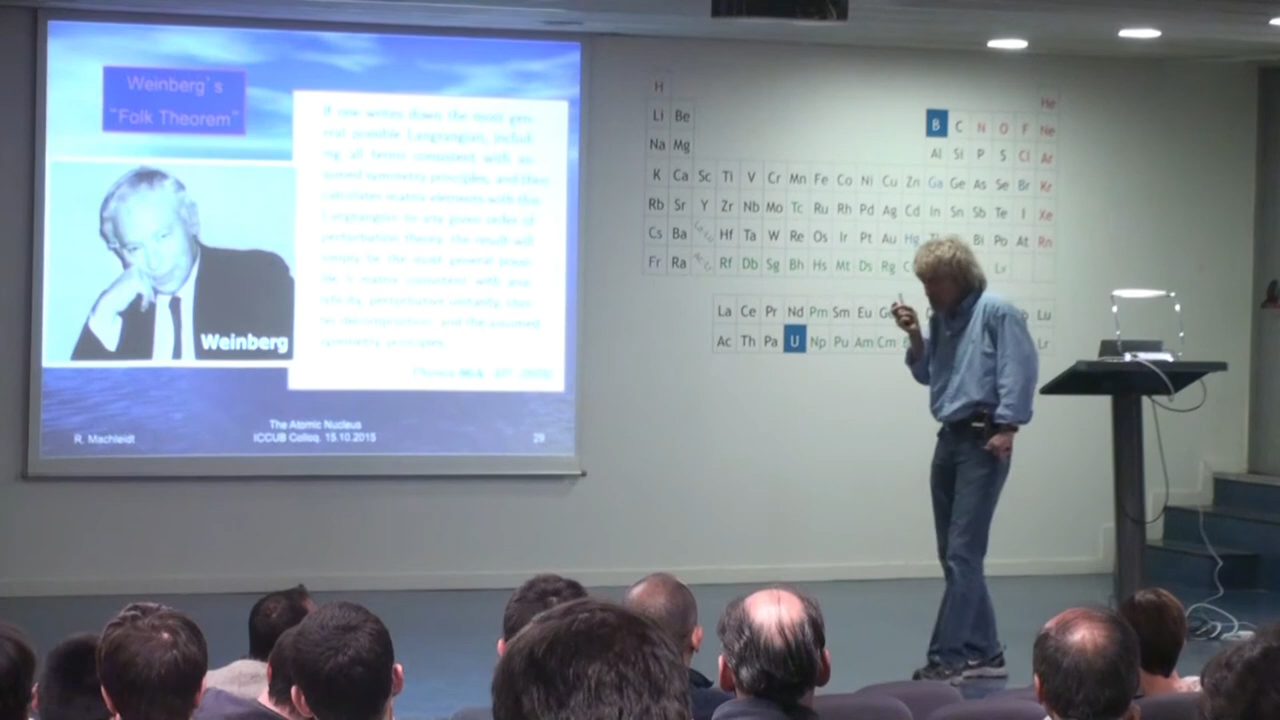 Weinberg`s
"Folk Theorem"
If one writes down the most gen-
eral possible Langrangian, includ-
ing all terms consistent with as-
sumed symmetry principles, and then
calculates matrix elements with this
Langrangian to any given order of
perturbation theory, the result will
simply be the most general possi-
ble S matrix consistent with ana-
lyticity, perturbative unitarity, clus-
ter decomposition, and the assumed
symmetry principles.
Physica 96A,
Weinberg
R. Machleidt
The Atomic Nucleus
ICCUB Colloq. 15.10.2015
29
H He
Li Be B C N O F Ne
Na Mg Al Si P S Cl Ar
K Ca Sc Ti V Cr Mn Fe Co Ni Cu Zn Ga Ge As Se Br Kr
Rb Sr Y Zr Nb Mo Tc Ru Rh Pd Ag Cd In Sn Sb Te I Xe
Cs Ba Hf Ta W Re Os Ir Pt Au Hg Bi Po At Rn
Fr Ra Rf Db Sg Bh Hs Mt Ds Rg Lv
La Ce Pr Nd Pm Sm Eu Lu
Ac Th Pa U Np Pu Am Cm Lr